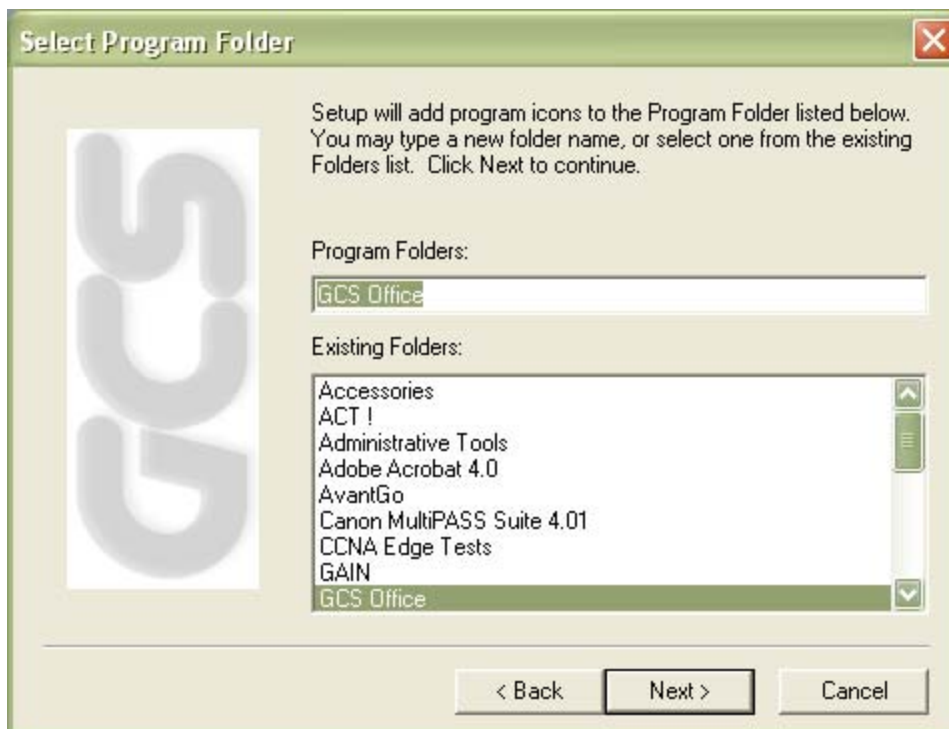 Select Program Folder
GCS
Setup will add program icons to the Program Folder listed below.
You may type a new folder name, or select one from the existing
Folders list.  Click Next to continue.
Program Folders:
GCS Office
Existing Folders:
Accessories
ACT !
Administrative Tools
Adobe Acrobat 4.0
AvantGo
Canon MultiPASS Suite 4.01
CCNA Edge Tests
GAIN
GCS Office
< Back
Next >
Cancel